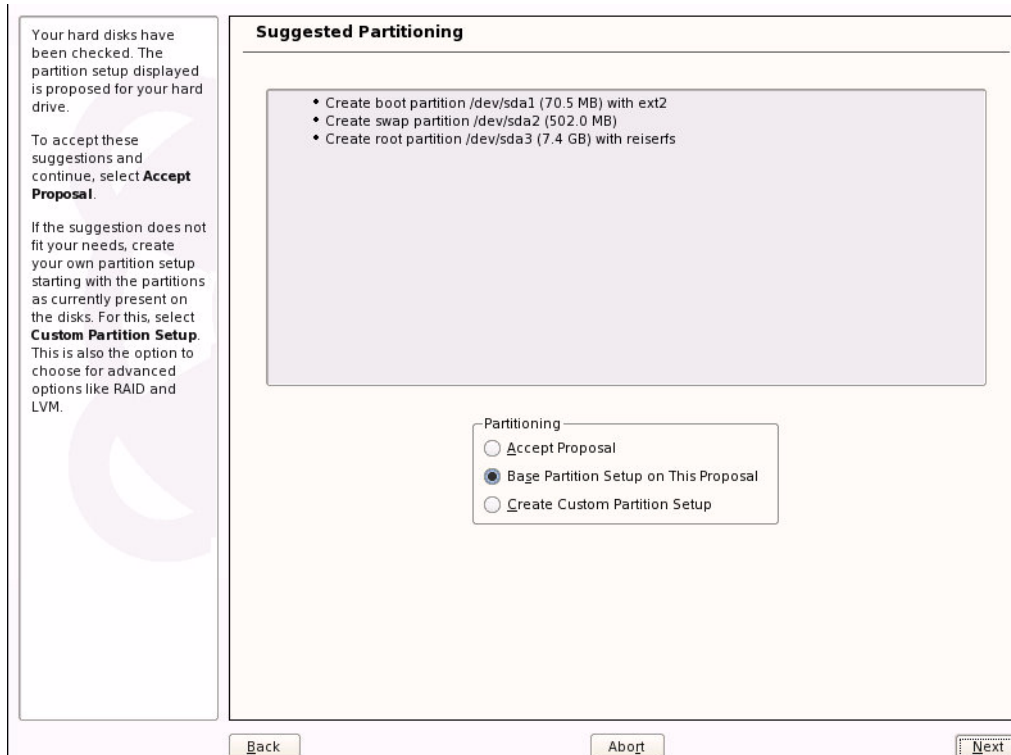 Your hard disks have
been checked. The
partition setup displayed
is proposed for your hard
drive.
To accept these
suggestions and
continue, select Accept
Proposal.
If the suggestion does not
fit your needs, create
your own partition setup
starting with the partitions
as currently present on
the disks. For this, select
Custom Partition Setup.
This is also the option to
choose for advanced
options like RAID and
LVM.
Suggested Partitioning
• Create boot partition /dev/sda1 (70.5 MB) with ext2
• Create swap partition /dev/sda2 (502.0 MB)
• Create root partition /dev/sda3 (7.4 GB) with reiserfs
Partitioning
Accept Proposal
Base Partition Setup on This Proposal
Create Custom Partition Setup
Back
Abort
Next